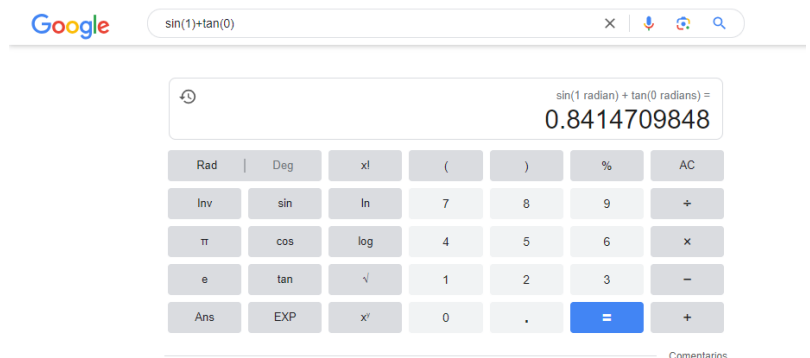 Google sin(1)+tan(0)
sin(1 radian) + tan(0 radians) =
0.8414709848
Rad | Deg x! ( ) % AC
Inv sin ln 7 8 9 ÷
π cos log 4 5 6 ×
e tan √ 1 2 3 −
Ans EXP xʸ 0 . = +
Comentarios